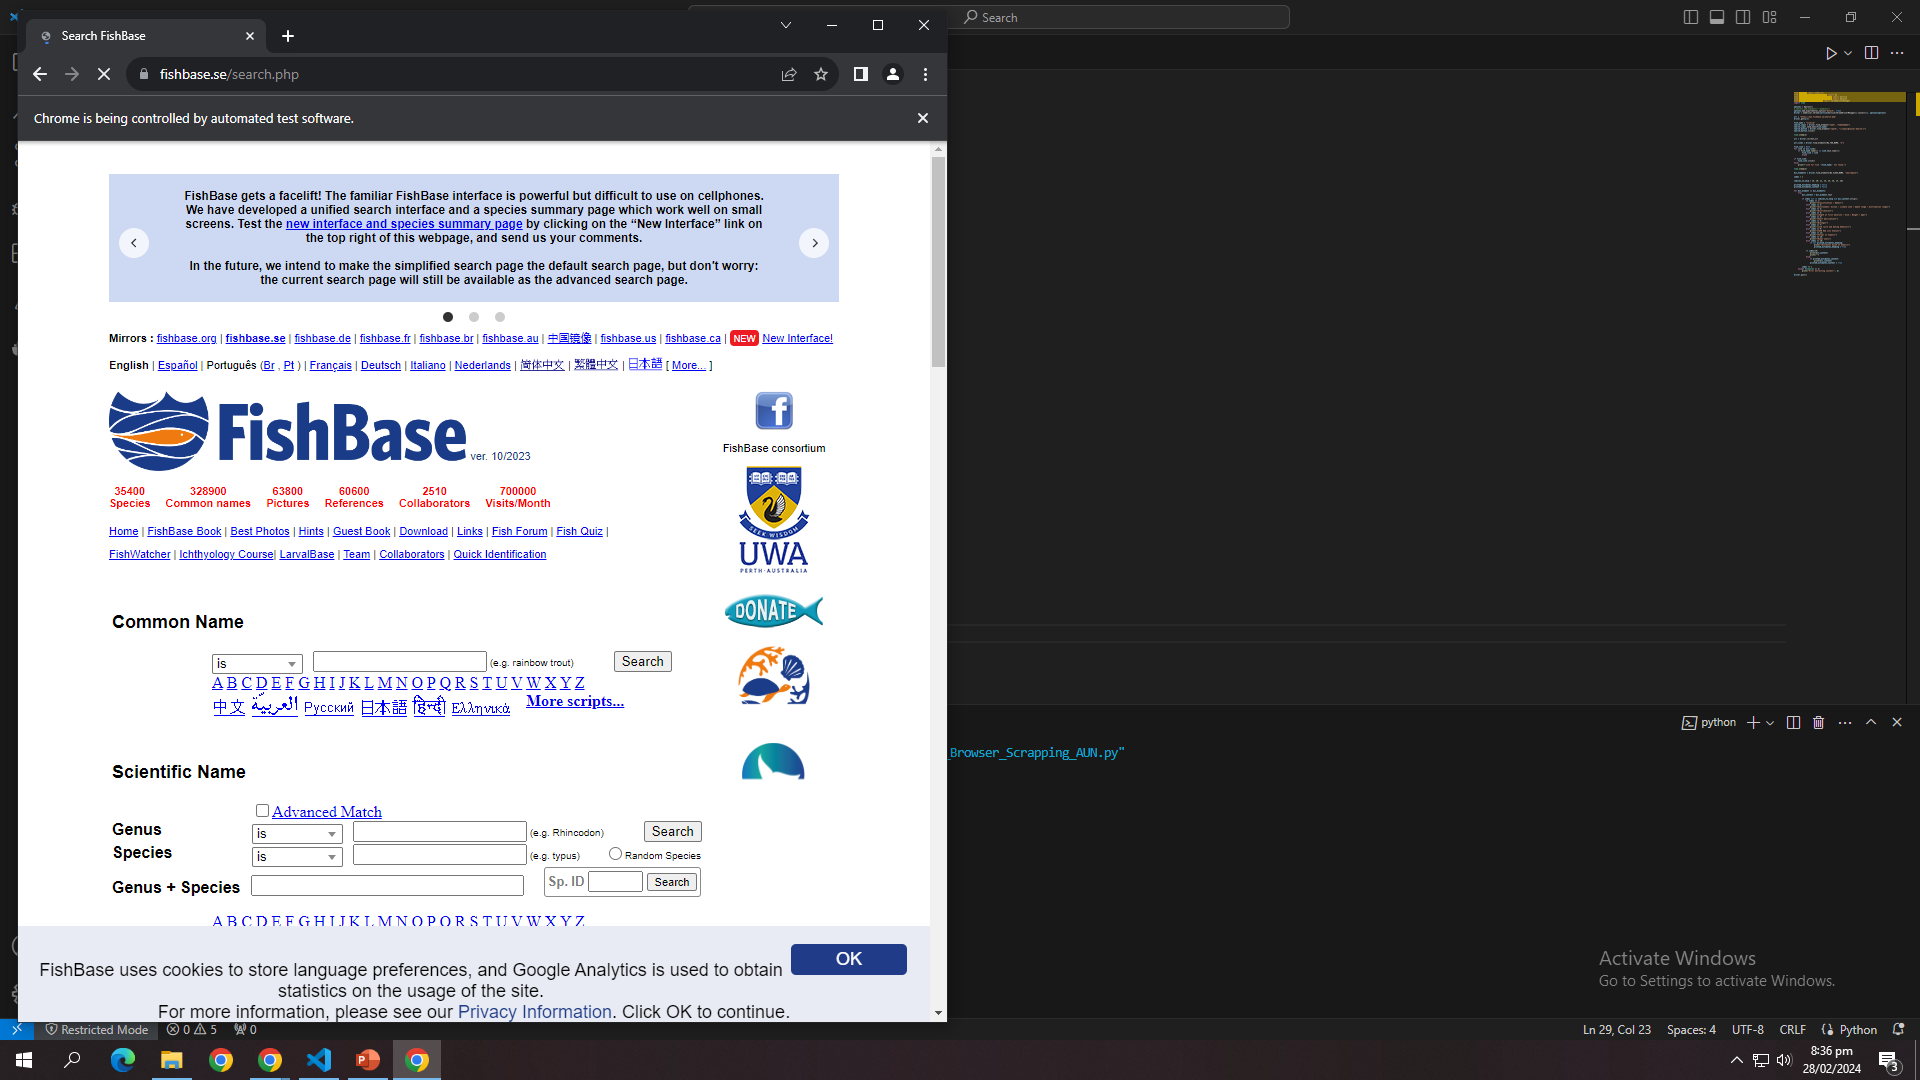 Search
Search FishBase
fishbase.se/search.php
Chrome is being controlled by automated test software.
FishBase gets a facelift! The familiar FishBase interface is powerful but difficult to use on cellphones.
We have developed a unified search interface and a species summary page which work well on small
screens. Test the new interface and species summary page by clicking on the “New Interface” link on
the top right of this webpage, and send us your comments.
In the future, we intend to make the simplified search page the default search page, but don't worry:
the current search page will still be available as the advanced search page.
Mirrors : fishbase.org | fishbase.se | fishbase.de | fishbase.fr | fishbase.br | fishbase.au | 中国镜像 | fishbase.us | fishbase.ca | NEW New Interface!
English | Español | Português (Br , Pt ) | Français | Deutsch | Italiano | Nederlands | 简体中文 | 繁體中文 | 日本語 [ More... ]
FishBase ver. 10/2023
FishBase consortium
35400 328900 63800 60600 2510 700000
Species Common names Pictures References Collaborators Visits/Month
Home | FishBase Book | Best Photos | Hints | Guest Book | Download | Links | Fish Forum | Fish Quiz |
FishWatcher | Ichthyology Course| LarvalBase | Team | Collaborators | Quick Identification
SEEK WISDOM
UWA
PERTH-AUSTRALIA
DONATE
Common Name
is (e.g. rainbow trout) Search
A B C D E F G H I J K L M N O P Q R S T U V W X Y Z
中文 العربيّة Русский 日本語 हिन्दी Ελληνικά More scripts...
Scientific Name
Advanced Match
Genus is (e.g. Rhincodon) Search
Species is (e.g. typus) Random Species
Genus + Species Sp. ID Search
A B C D E F G H I J K L M N O P Q R S T U V W X Y Z
FishBase uses cookies to store language preferences, and Google Analytics is used to obtain
statistics on the usage of the site.
For more information, please see our Privacy Information. Click OK to continue.
OK
python
_Browser_Scrapping_AUN.py"
Activate Windows
Go to Settings to activate Windows.
Restricted Mode 0 5 0
Ln 29, Col 23 Spaces: 4 UTF-8 CRLF Python
8:36 pm
28/02/2024
3